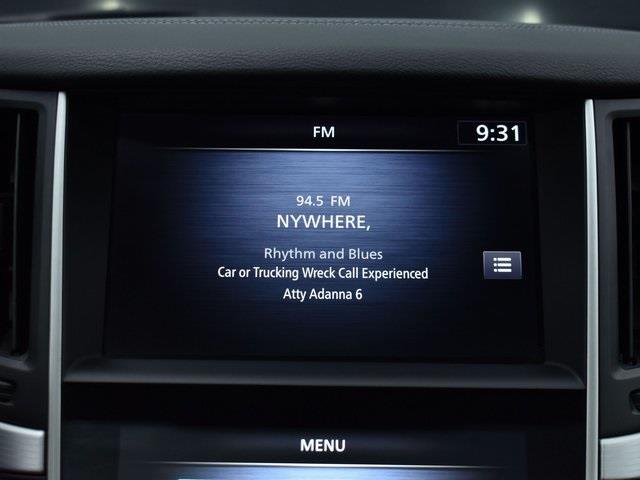 FM
9:31
94.5 FM
NYWHERE,
Rhythm and Blues
Car or Trucking Wreck Call Experienced
Atty Adanna 6
MENU